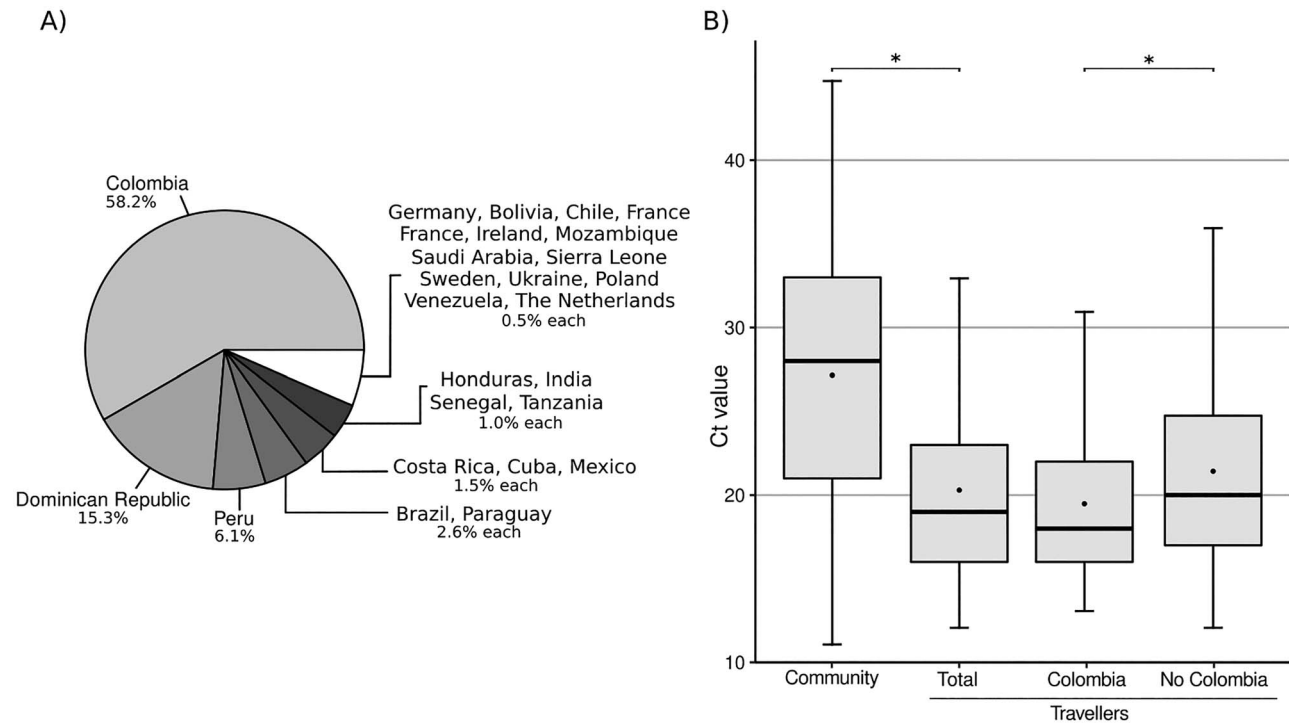 A)
Colombia
58.2%
Germany, Bolivia, Chile, France
France, Ireland, Mozambique
Saudi Arabia, Sierra Leone
Sweden, Ukraine, Poland
Venezuela, The Netherlands
0.5% each
Honduras, India
Senegal, Tanzania
1.0% each
Costa Rica, Cuba, Mexico
1.5% each
Brazil, Paraguay
2.6% each
Peru
6.1%
Dominican Republic
15.3%
B)
*
*
Ct value
40
30
20
10
Community
Total
Colombia
No Colombia
Travellers